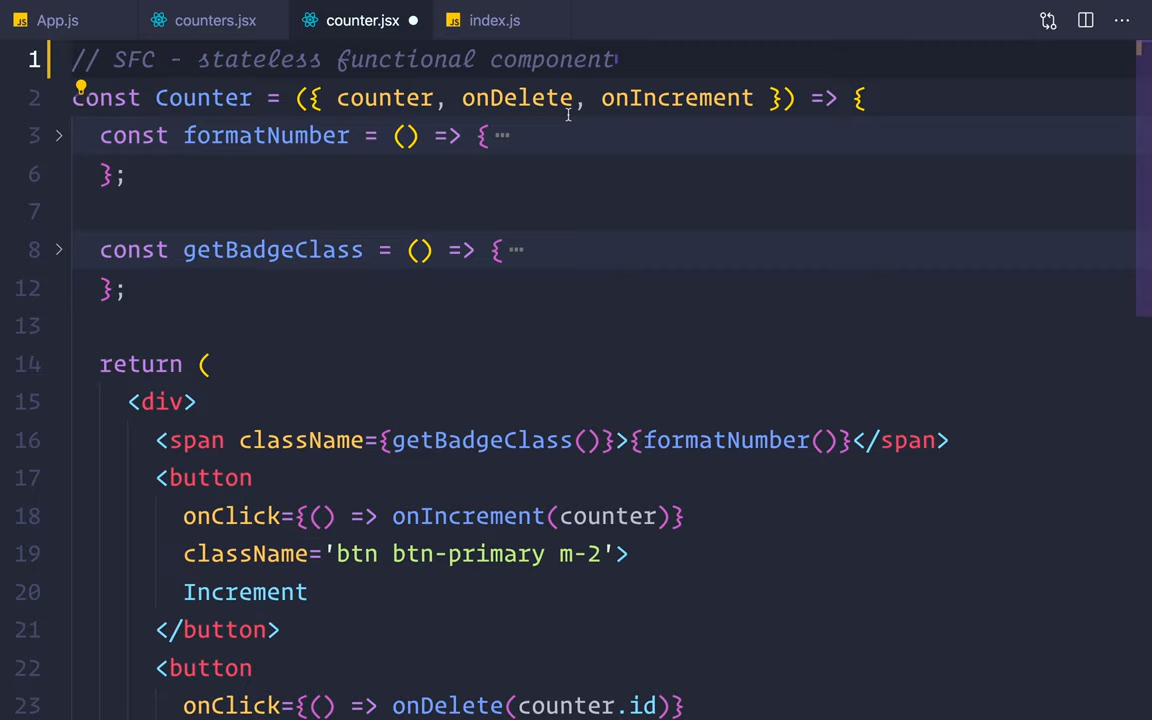 JS App.js counters.jsx counter.jsx ● JS index.js ···
1 // SFC - stateless functional component
2 const Counter = ({ counter, onDelete, onIncrement }) => {
3 > const formatNumber = () => { ···
6 };
7
8 > const getBadgeClass = () => { ···
12 };
13
14 return (
15 <div>
16 <span className={getBadgeClass()}>{formatNumber()}</span>
17 <button
18 onClick={() => onIncrement(counter)}
19 className='btn btn-primary m-2'>
20 Increment
21 </button>
22 <button
23 onClick={() => onDelete(counter.id)}